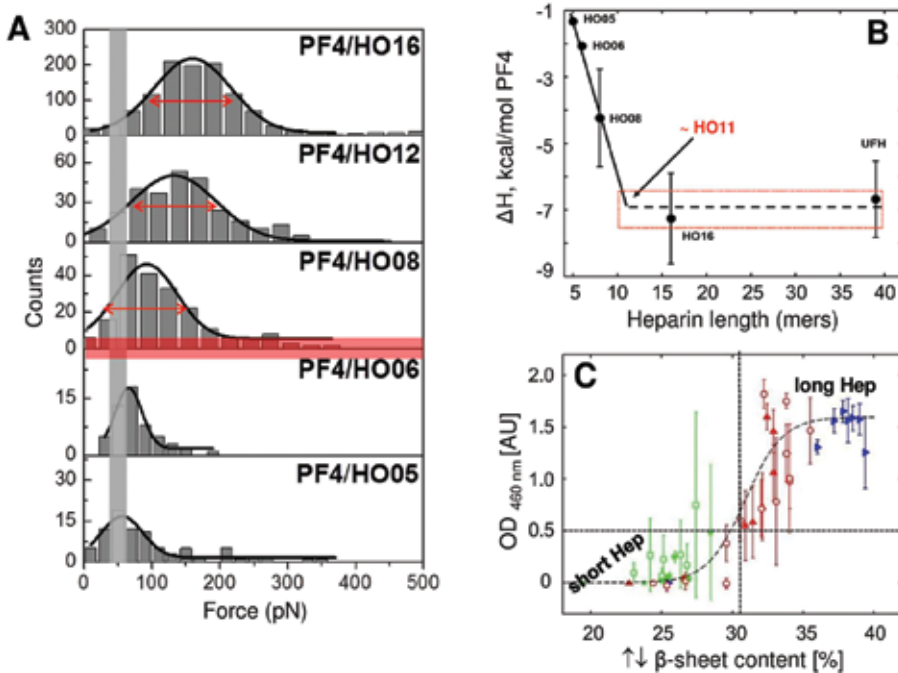 A
PF4/HO16
300
200
100
0
PF4/HO12
60
30
0
PF4/HO08
40
20
0
PF4/HO06
15
0
PF4/HO05
30
15
0
Counts
0 100 200 300 400 500
Force (pN)
B
-1
-3
-5
-7
-9
ΔH, kcal/mol PF4
HO05
HO06
HO08
~ HO11
HO16
UFH
5 10 15 20 25 30 35 40
Heparin length (mers)
C
2.0
1.5
1.0
0.5
0
OD 460 nm [AU]
long Hep
short Hep
20 25 30 35 40
↑↓ β-sheet content [%]